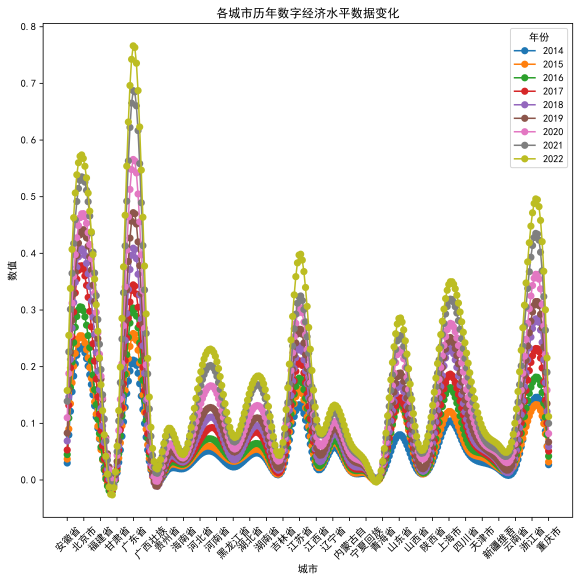 各城市历年数字经济水平数据变化
年份
2014
2015
2016
2017
2018
2019
2020
2021
2022
数值
0.8
0.7
0.6
0.5
0.4
0.3
0.2
0.1
0.0
安徽省
北京市
福建省
甘肃省
广东省
广西壮族
贵州省
海南省
河北省
河南省
黑龙江省
湖北省
湖南省
吉林省
江苏省
江西省
辽宁省
内蒙古自
宁夏回族
青海省
山东省
山西省
陕西省
上海市
四川省
天津市
新疆维吾
云南省
浙江省
重庆市
城市